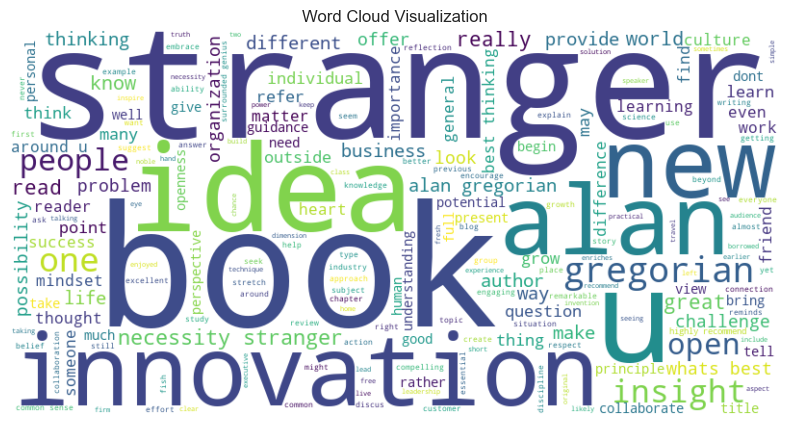 Word Cloud Visualization
thinking different offer really provide world culture
truth embrace two necessity surrounded genius reflection solution sometimes simple
stranger
personal example ability individual find dont
never know inspire give refer organization importance general best thinking learning learn
think want power keep seem explain speaker writing science use may even
first many well matter guidance begin getting work
around u suggest answer need outside business look better previous encourage
people noble hand build openness class knowledge alan gregorian beyond see everyone
idea new
read problem eye chance heart potential present full growth practical travel audience
reader ask talking dimension fresh blog difference story almost
possibility point success seek help perspective understanding group grow borrowed earlier yet friend
one book alan
mindset excellent enjoyed technique type industry experience place enriches gregorian
take life stretch around subject approach author engaging remarkable invention left view connection
thought study chapter home human way recommend seeing great bring reminds
taking someone much necessity stranger review right topic question situation challenge
belief still action good compelling create make highly recommend
collaboration might rather short thing respect principle whats best tell
innovation u open
fish executive lead free live essential discipline insight include aspect
common sense firm effort clear common discus leadership customer original likely collaborate title